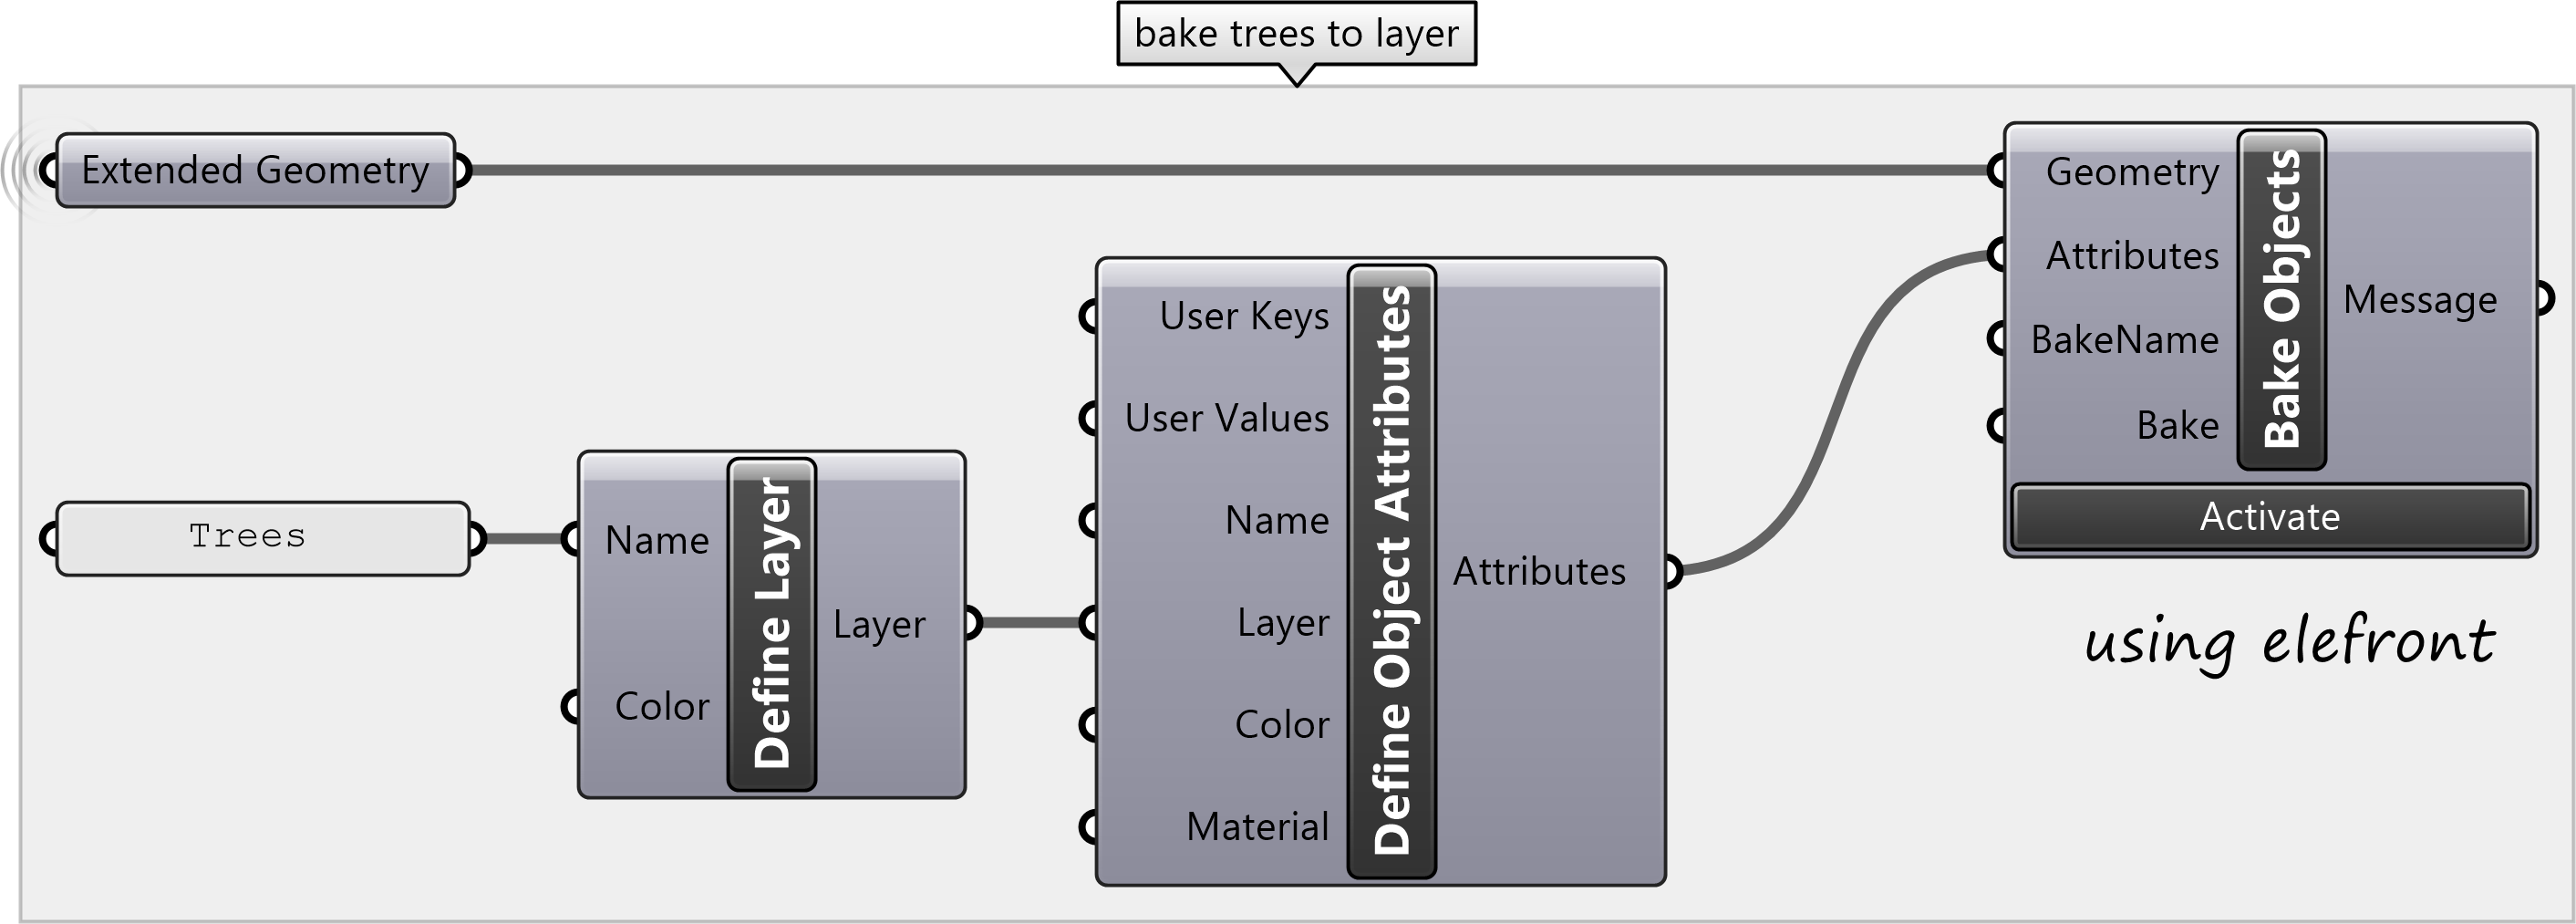 bake trees to layer
Extended Geometry
Trees
Name
Color
Define Layer
Layer
User Keys
User Values
Name
Layer
Color
Material
Define Object Attributes
Attributes
Geometry
Attributes
BakeName
Bake
Bake Objects
Message
Activate
using elefront